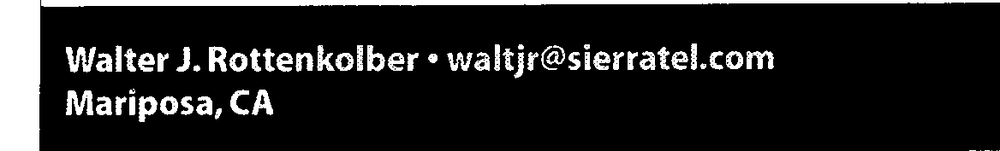 Walter J. Rottenkolber • waltjr@sierratel.com
Mariposa, CA